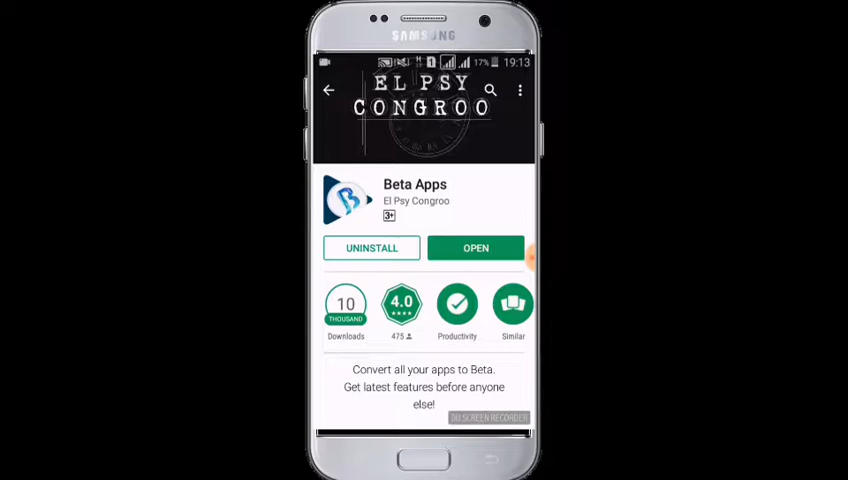 SAMSUNG
1 17% 19:13
EL PSY
CONGROO
Beta Apps
El Psy Congroo
3+
UNINSTALL OPEN
10 4.0
THOUSAND
Downloads 475 Productivity Similar
Convert all your apps to Beta.
Get latest features before anyone
else!
DU SCREEN RECORDER